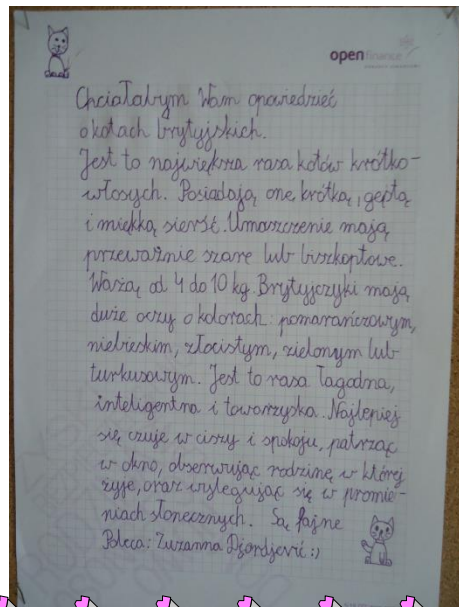 open finance
Chciałabym Wam opowiedzieć
o kotach brytyjskich.
Jest to największa rasa kotów krótko-
włosych. Posiadają one krótką, gęstą
i miękką sierść. Umaszczenie mają
przeważnie szare lub biszkoptowe.
Ważą od 4 do 10 kg. Brytyjczyki mają
duże oczy o kolorach: pomarańczowym,
niebieskim, złocistym, zielonym lub
turkusowym. Jest to rasa łagodna,
inteligentna i towarzyska. Najlepiej
się czuje w ciszy i spokoju, patrząc
w okno, obserwując rodzinę w której
żyje, oraz wylegując się w promie-
niach słonecznych. Są fajne
Poleca: Zuzanna Djordjević :)